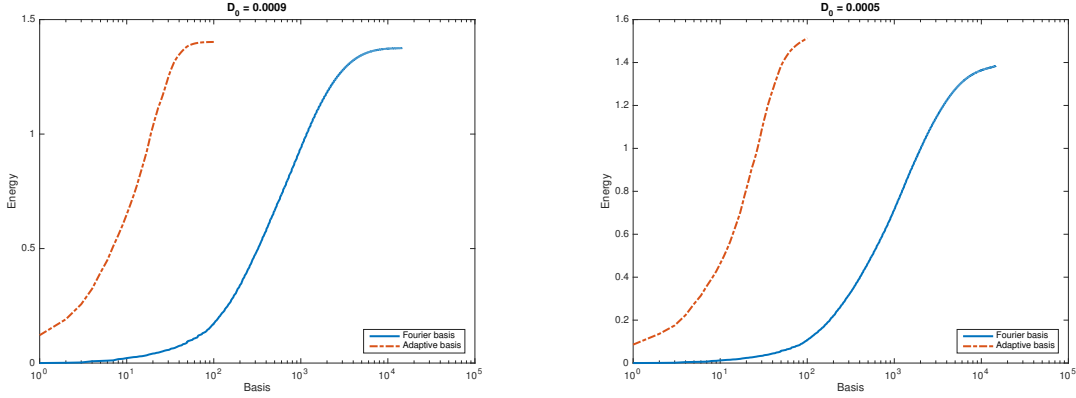 D0 = 0.0009
1.5
1
0.5
0
Energy
10^0
10^1
10^2
10^3
10^4
10^5
Basis
Fourier basis
Adaptive basis
D0 = 0.0005
1.6
1.4
1.2
1
0.8
0.6
0.4
0.2
0
Energy
10^0
10^1
10^2
10^3
10^4
10^5
Basis
Fourier basis
Adaptive basis